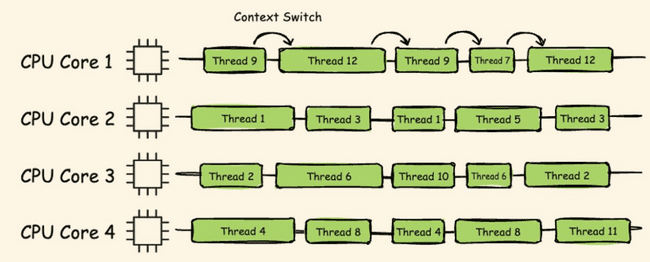 Context Switch
CPU Core 1 Thread 9 Thread 12 Thread 9 Thread 7 Thread 12
CPU Core 2 Thread 1 Thread 3 Thread 1 Thread 5 Thread 3
CPU Core 3 Thread 2 Thread 6 Thread 10 Thread 6 Thread 2
CPU Core 4 Thread 4 Thread 8 Thread 4 Thread 8 Thread 11